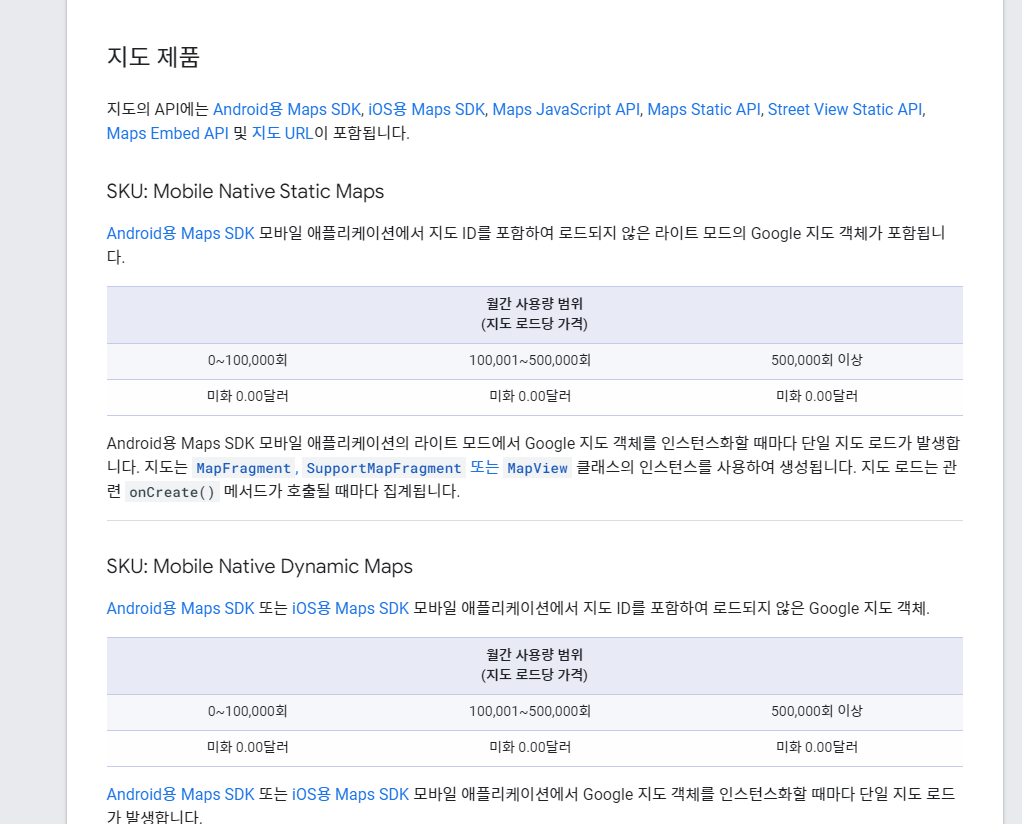 지도 제품
지도의 API에는 Android용 Maps SDK, iOS용 Maps SDK, Maps JavaScript API, Maps Static API, Street View Static API,
Maps Embed API 및 지도 URL이 포함됩니다.
SKU: Mobile Native Static Maps
Android용 Maps SDK 모바일 애플리케이션에서 지도 ID를 포함하여 로드되지 않은 라이트 모드의 Google 지도 객체가 포함됩니
다.
월간 사용량 범위
(지도 로드당 가격)
0~100,000회 100,001~500,000회 500,000회 이상
미화 0.00달러 미화 0.00달러 미화 0.00달러
Android용 Maps SDK 모바일 애플리케이션의 라이트 모드에서 Google 지도 객체를 인스턴스화할 때마다 단일 지도 로드가 발생합
니다. 지도는 MapFragment, SupportMapFragment 또는 MapView 클래스의 인스턴스를 사용하여 생성됩니다. 지도 로드는 관
련 onCreate() 메서드가 호출될 때마다 집계됩니다.
SKU: Mobile Native Dynamic Maps
Android용 Maps SDK 또는 iOS용 Maps SDK 모바일 애플리케이션에서 지도 ID를 포함하여 로드되지 않은 Google 지도 객체.
월간 사용량 범위
(지도 로드당 가격)
0~100,000회 100,001~500,000회 500,000회 이상
미화 0.00달러 미화 0.00달러 미화 0.00달러
Android용 Maps SDK 또는 iOS용 Maps SDK 모바일 애플리케이션에서 Google 지도 객체를 인스턴스화할 때마다 단일 지도 로드
가 발생합니다.